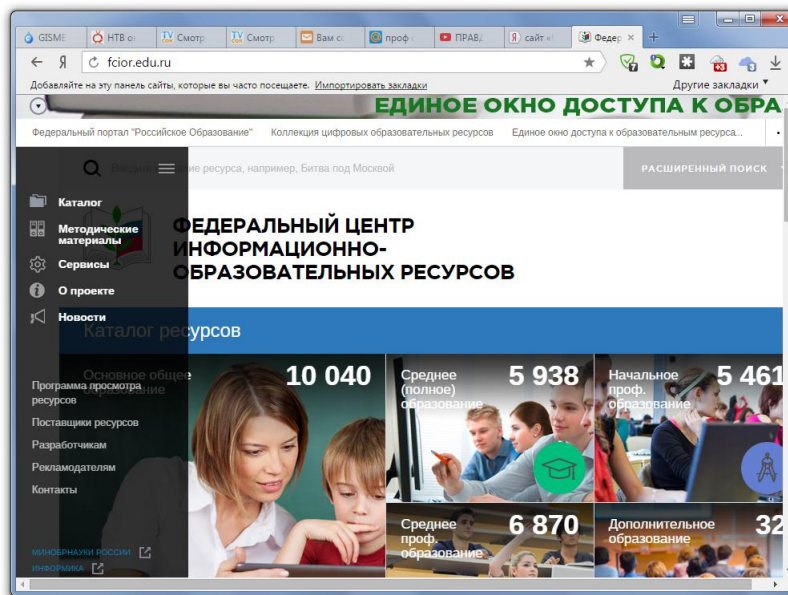 GISME
НТВ о
Смотр
Смотр
Вам с
проф
ПРАВД
сайт «
Федер
fcior.edu.ru
Добавляйте на эту панель сайты, которые вы часто посещаете. Импортировать закладки
Другие закладки
ЕДИНОЕ ОКНО ДОСТУПА К ОБРА
Федеральный портал "Российское Образование"
Коллекция цифровых образовательных ресурсов
Единое окно доступа к образовательным ресурса...
ие ресурса, например, Битва под Москвой
РАСШИРЕННЫЙ ПОИСК
Каталог
Методические
материалы
Сервисы
О проекте
Новости
ФЕДЕРАЛЬНЫЙ ЦЕНТР
ИНФОРМАЦИОННО-
ОБРАЗОВАТЕЛЬНЫХ РЕСУРСОВ
Каталог ресурсов
Основное общее
образование
10 040
Среднее
(полное)
образование
5 938
Начальное
проф.
образование
5 461
Программа просмотра
ресурсов
Поставщики ресурсов
Разработчикам
Рекламодателям
Контакты
Среднее
проф.
образование
6 870
Дополнительное
образование
32
МИНОБРНАУКИ РОССИИ
ИНФОРМИКА